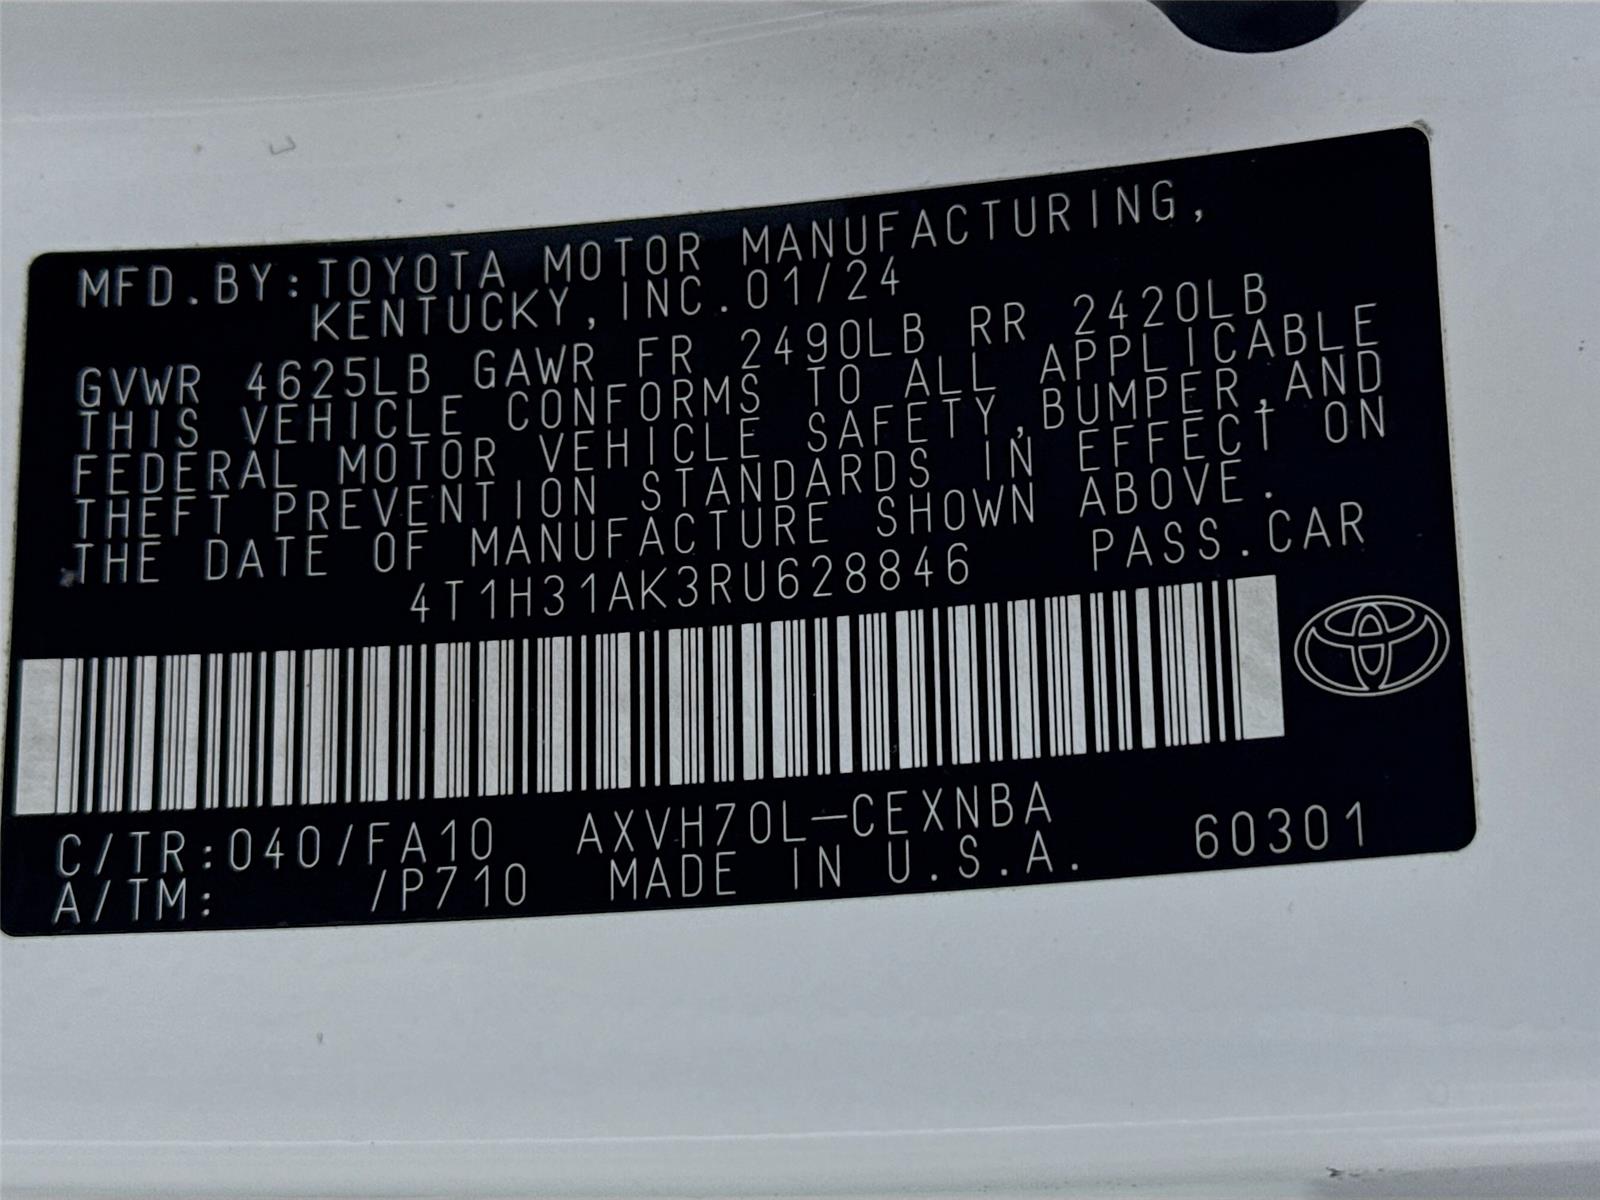 MFD.BY:TOYOTA MOTOR MANUFACTURING,
KENTUCKY,INC.01/24
GVWR 4625LB GAWR FR 2490LB RR 2420LB
THIS VEHICLE CONFORMS TO ALL APPLICABLE
FEDERAL MOTOR VEHICLE SAFETY,BUMPER,AND
THEFT PREVENTION STANDARDS IN EFFECT ON
THE DATE OF MANUFACTURE SHOWN ABOVE.
4T1H31AK3RU628846 PASS.CAR
C/TR:040/FA10 AXVH70L-CEXNBA 60301
A/TM: /P710 MADE IN U.S.A.